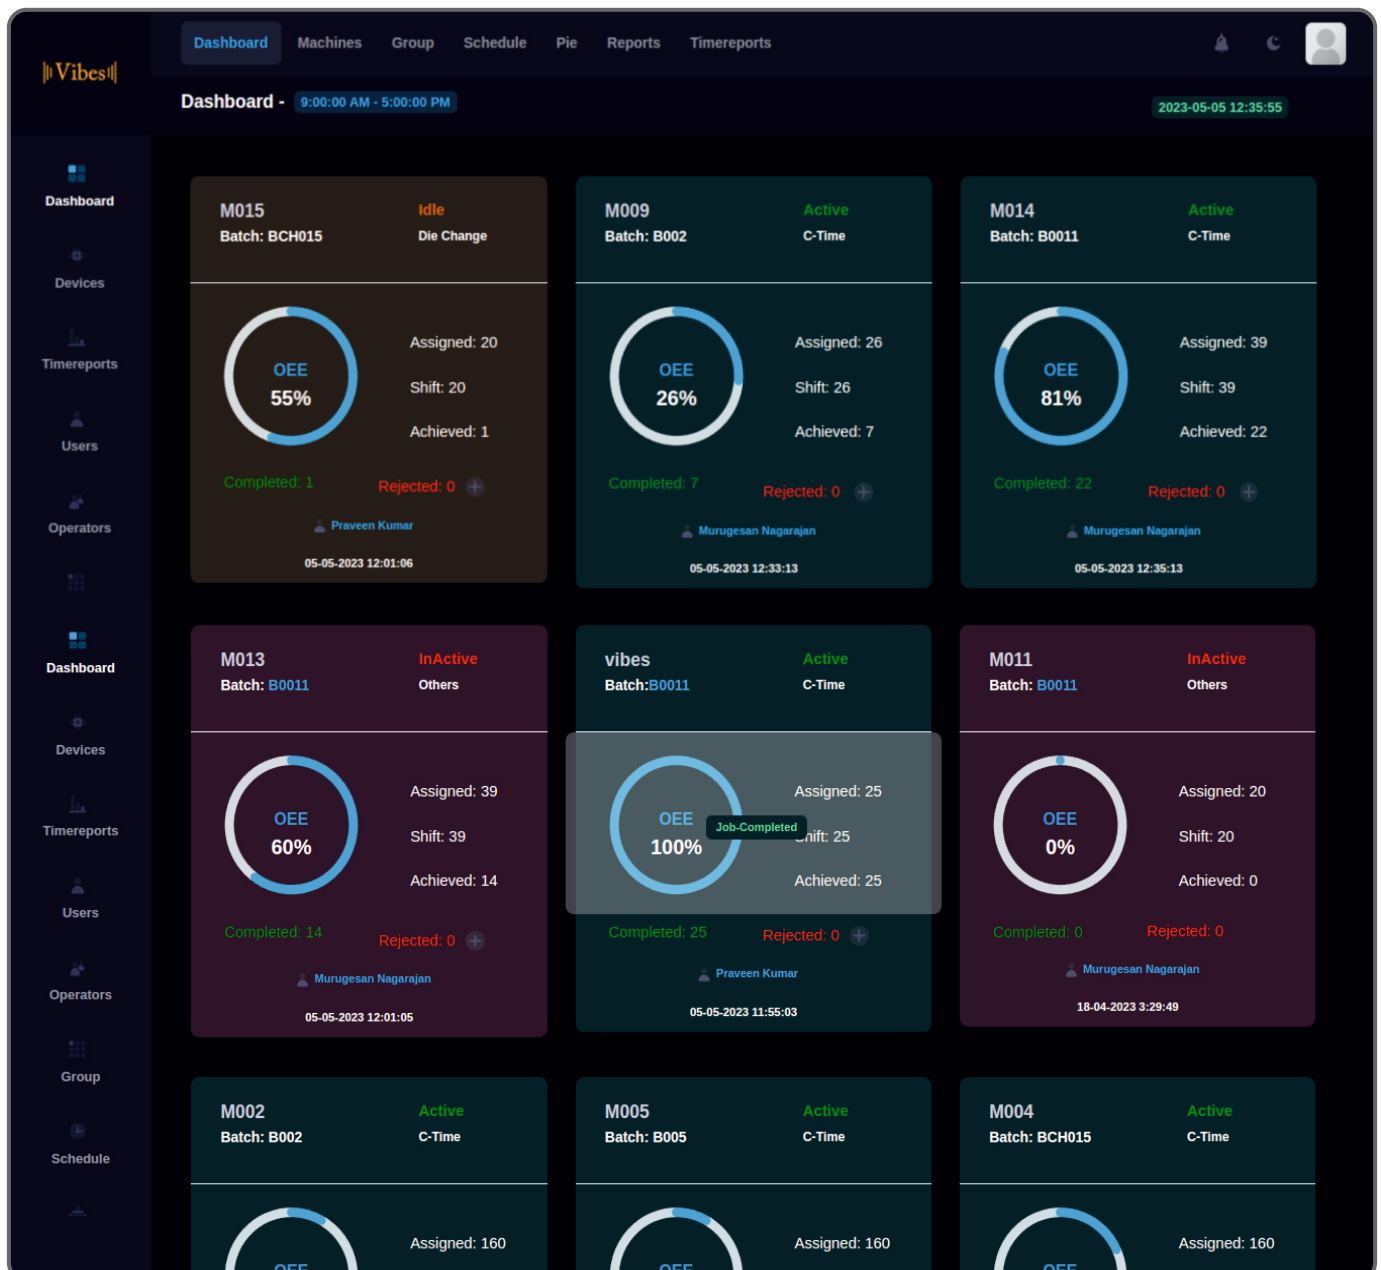 Vibes
Dashboard Machines Group Schedule Pie Reports Timereports
Dashboard - 9:00:00 AM - 5:00:00 PM
2023-05-05 12:35:55
Dashboard
Devices
Timereports
Users
Operators
Dashboard
Devices
Timereports
Users
Operators
Group
Schedule
M015 Idle
Batch: BCH015 Die Change
OEE
55%
Assigned: 20
Shift: 20
Achieved: 1
Completed: 1 Rejected: 0
Praveen Kumar
05-05-2023 12:01:06
M009 Active
Batch: B002 C-Time
OEE
26%
Assigned: 26
Shift: 26
Achieved: 7
Completed: 7 Rejected: 0
Murugesan Nagarajan
05-05-2023 12:33:13
M014 Active
Batch: B0011 C-Time
OEE
81%
Assigned: 39
Shift: 39
Achieved: 22
Completed: 22 Rejected: 0
Murugesan Nagarajan
05-05-2023 12:35:13
M013 InActive
Batch: B0011 Others
OEE
60%
Assigned: 39
Shift: 39
Achieved: 14
Completed: 14 Rejected: 0
Murugesan Nagarajan
05-05-2023 12:01:05
vibes Active
Batch:B0011 C-Time
OEE
100%
Job-Completed
Assigned: 25
Shift: 25
Achieved: 25
Completed: 25 Rejected: 0
Praveen Kumar
05-05-2023 11:55:03
M011 InActive
Batch: B0011 Others
OEE
0%
Assigned: 20
Shift: 20
Achieved: 0
Completed: 0 Rejected: 0
Murugesan Nagarajan
18-04-2023 3:29:49
M002 Active
Batch: B002 C-Time
Assigned: 160
OEE
M005 Active
Batch: B005 C-Time
Assigned: 160
OEE
M004 Active
Batch: BCH015 C-Time
Assigned: 160
OEE